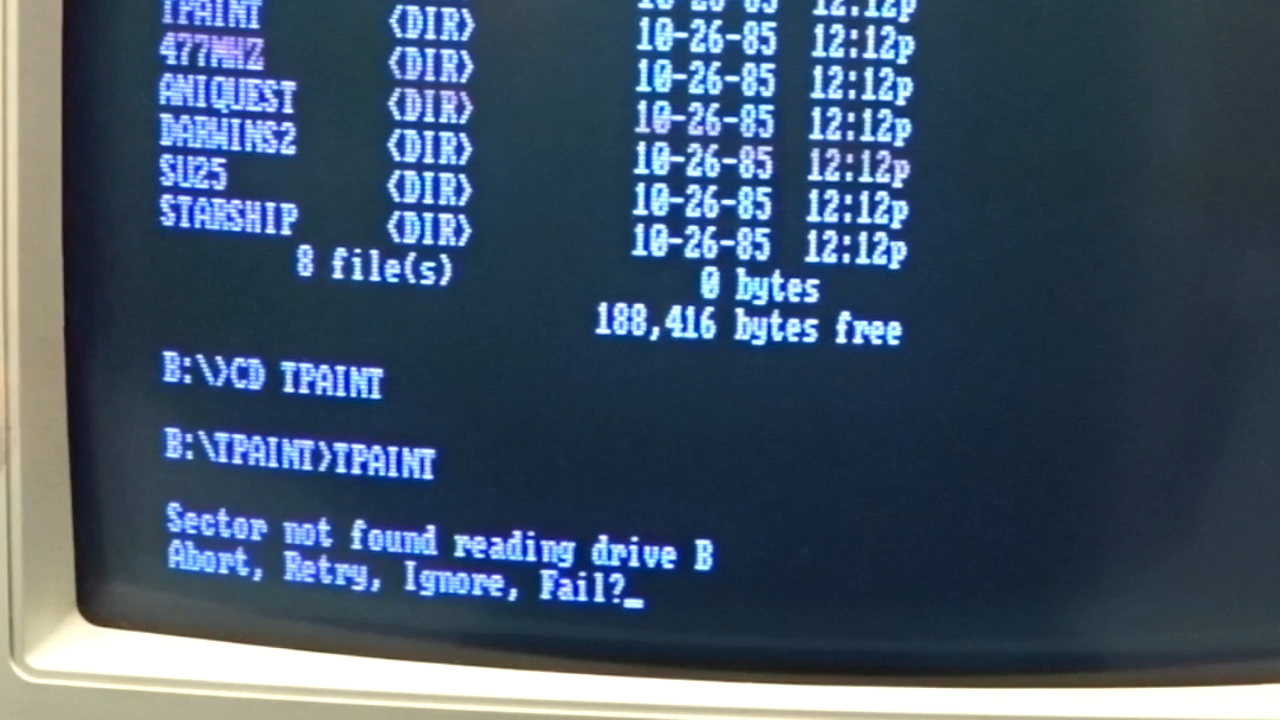 TPAINT <DIR> 10-26-85 12:12p
477MHZ <DIR> 10-26-85 12:12p
ANIQUEST <DIR> 10-26-85 12:12p
DARWINS2 <DIR> 10-26-85 12:12p
SU25 <DIR> 10-26-85 12:12p
STARSHIP <DIR> 10-26-85 12:12p
8 file(s) 0 bytes
188,416 bytes free
B:\>CD TPAINT
B:\TPAINT>TPAINT
Sector not found reading drive B
Abort, Retry, Ignore, Fail?_